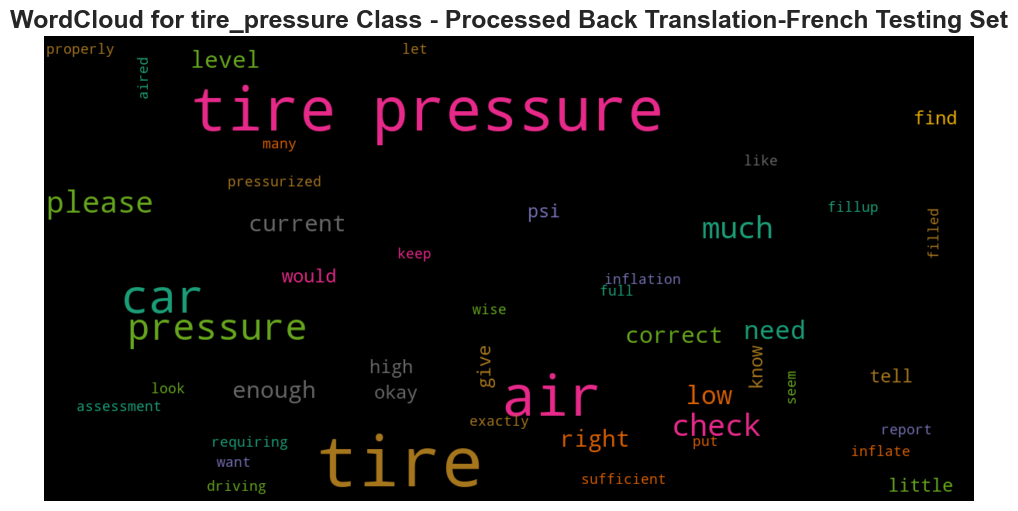 WordCloud for tire_pressure Class - Processed Back Translation-French Testing Set
properly
let
level
aired
tire pressure
find
many
like
pressurized
please
psi
fillup
current
much
filled
keep
would
inflation
full
car
wise
pressure
correct
need
give
know
high
tell
look
enough
okay
air
low
seem
assessment
exactly
check
report
requiring
right
put
want
tire
inflate
driving
sufficient
little